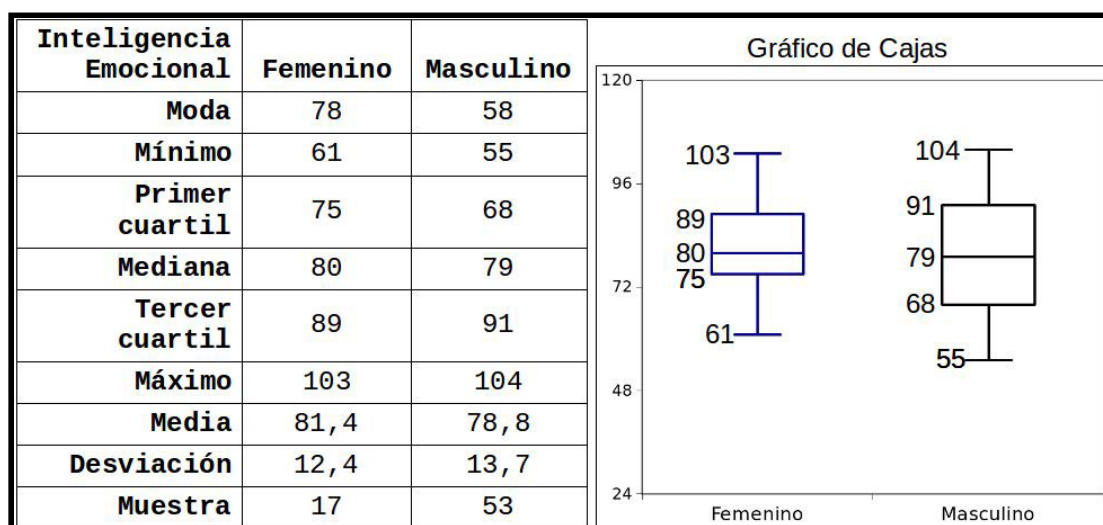 Inteligencia
Emocional Femenino Masculino
Moda 78 58
Mínimo 61 55
Primer
cuartil 75 68
Mediana 80 79
Tercer
cuartil 89 91
Máximo 103 104
Media 81,4 78,8
Desviación 12,4 13,7
Muestra 17 53
Gráfico de Cajas
120
96
72
48
24
103
89
80
75
61
104
91
79
68
55
Femenino Masculino